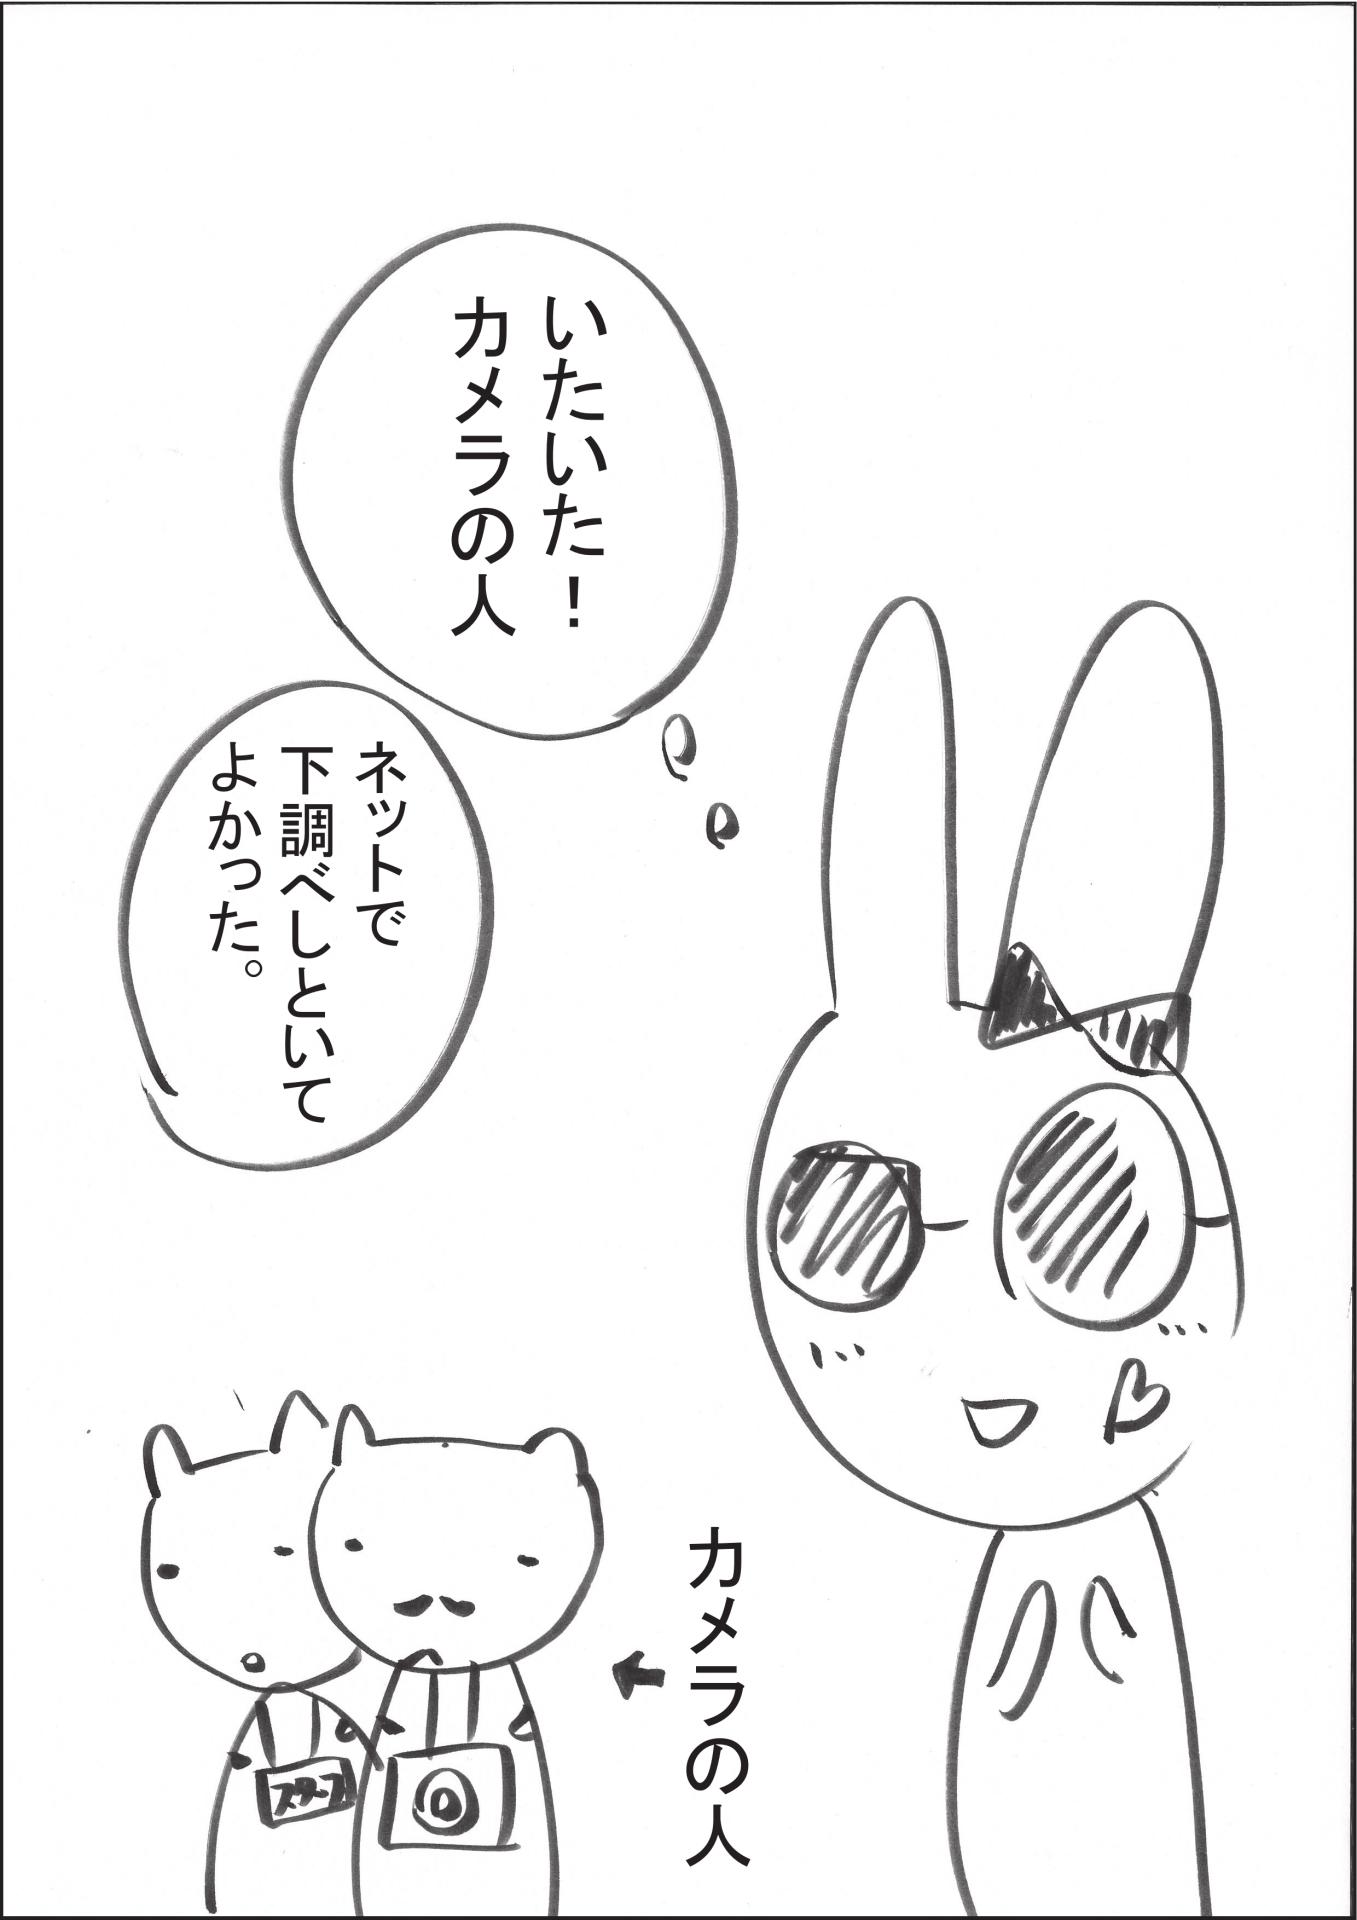 いたいた！
カメラの人
ネットで
下調べしといて
よかった。
カメラの人
スタッフ